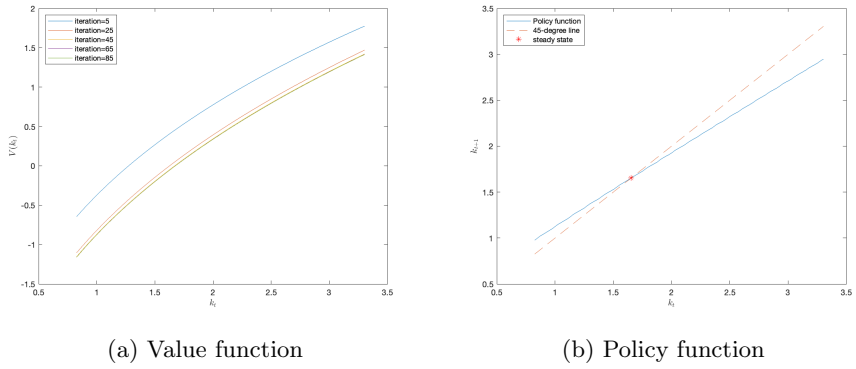 2
1.5
1
0.5
0
-0.5
-1
-1.5
0.5 1 1.5 2 2.5 3 3.5
V(k_t)
k_t
iteration=5
iteration=25
iteration=45
iteration=65
iteration=85
3.5
3
2.5
2
1.5
1
0.5
0.5 1 1.5 2 2.5 3 3.5
k_{t+1}
k_t
Policy function
45-degree line
steady state
(a) Value function
(b) Policy function